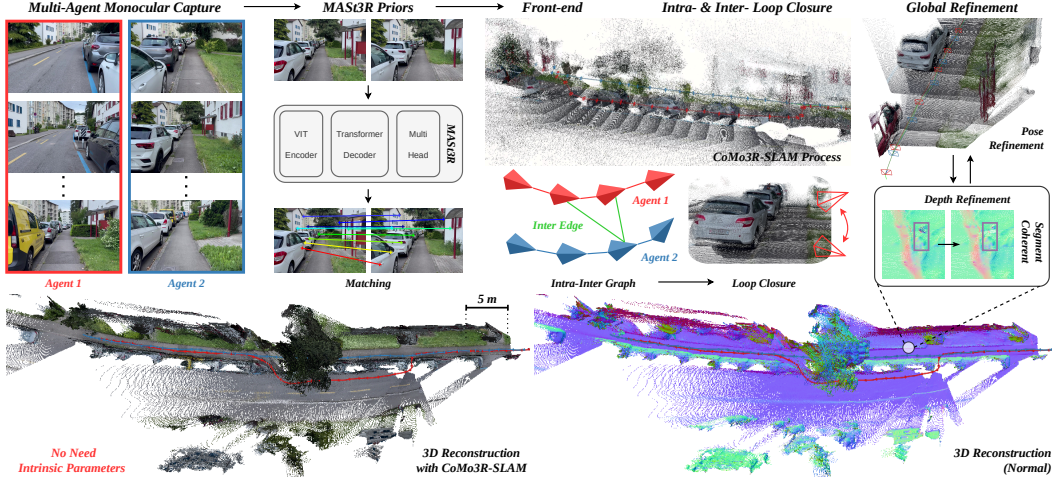 Multi-Agent Monocular Capture
MASt3R Priors
Front-end
Intra- & Inter- Loop Closure
Global Refinement
VIT
Encoder
Transformer
Decoder
Multi
Head
MASt3R
CoMo3R-SLAM Process
Pose
Refinement
Agent 1
Inter Edge
Agent 2
Depth Refinement
Segment
Coherent
Agent 1
Agent 2
Matching
Intra-Inter Graph
Loop Closure
5 m
No Need
Intrinsic Parameters
3D Reconstruction
with CoMo3R-SLAM
3D Reconstruction
(Normal)